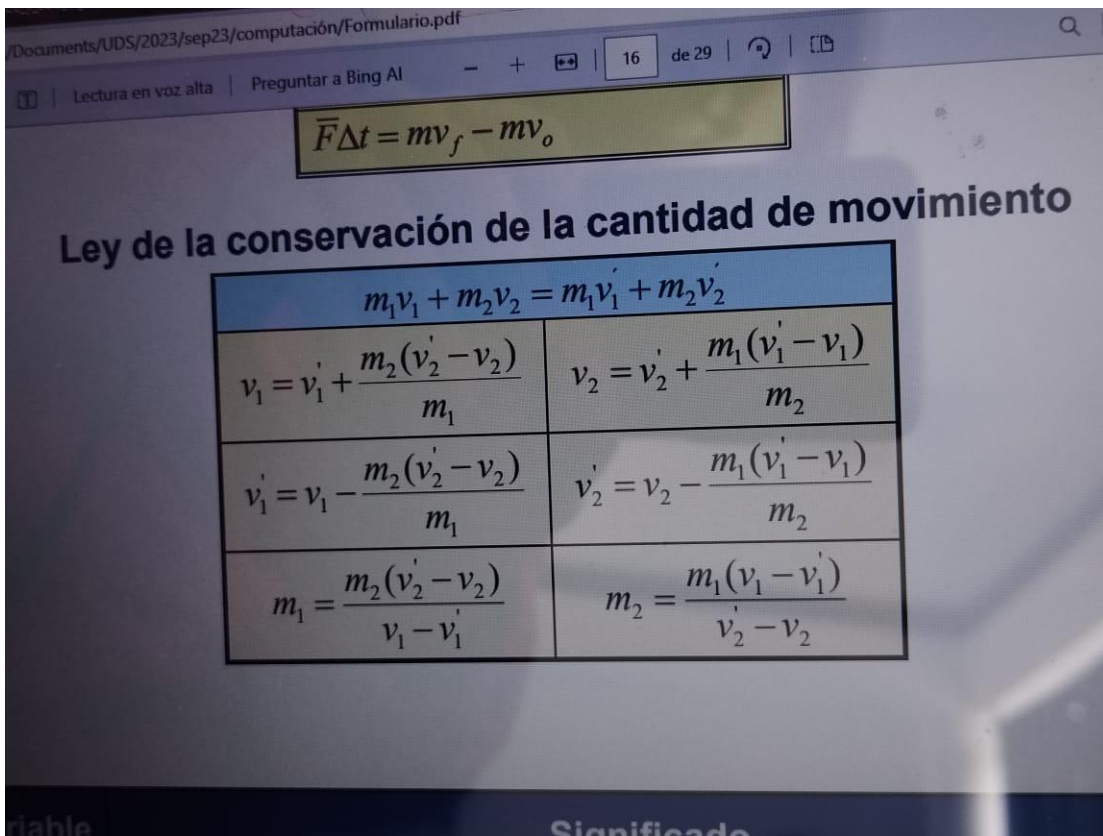 /Documents/UDS/2023/sep23/computación/Formulario.pdf
Lectura en voz alta | Preguntar a Bing AI − + 16 de 29
F̅Δt = mv_f − mv_o
Ley de la conservación de la cantidad de movimiento
m₁v₁ + m₂v₂ = m₁v₁' + m₂v₂'
v₁ = v₁' + m₂(v₂' − v₂) / m₁
v₂ = v₂' + m₁(v₁' − v₁) / m₂
v₁' = v₁ − m₂(v₂' − v₂) / m₁
v₂' = v₂ − m₁(v₁' − v₁) / m₂
m₁ = m₂(v₂' − v₂) / v₁ − v₁'
m₂ = m₁(v₁ − v₁') / v₂' − v₂
riable Significado